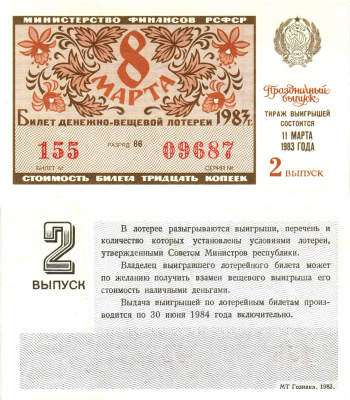 МИНИСТЕРСТВО ФИНАНСОВ РСФСР
8
МАРТА
БИЛЕТ ДЕНЕЖНО-ВЕЩЕВОЙ ЛОТЕРЕИ 1983 г.
155 РАЗРЯД 86 09687
БИЛЕТ № СЕРИЯ №
СТОИМОСТЬ БИЛЕТА ТРИДЦАТЬ КОПЕЕК
Праздничный
выпуск
ТИРАЖ ВЫИГРЫШЕЙ
СОСТОИТСЯ
11 МАРТА
1983 ГОДА
2 ВЫПУСК
2
ВЫПУСК
В лотерее разыгрываются выигрыши, перечень и
количество которых установлены условиями лотереи,
утвержденными Советом Министров республики.
Владелец выигравшего лотерейного билета может
по желанию получить взамен вещевого выигрыша его
стоимость наличными деньгами.
Выдача выигрышей по лотерейным билетам произво-
дится по 30 июня 1984 года включительно.
МТ Гознака. 1982.